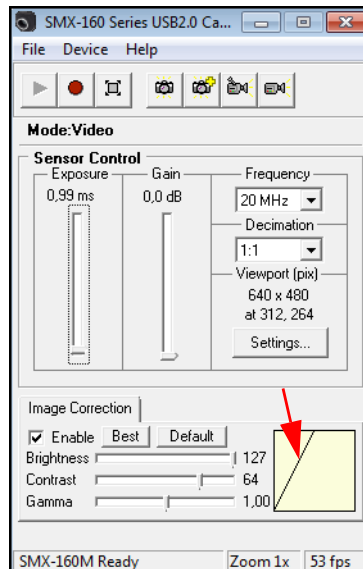 SMX-160 Series USB2.0 Ca...
File Device Help
Mode:Video
Sensor Control
Exposure Gain Frequency
0,99 ms 0,0 dB 20 MHz
Decimation
1:1
Viewport (pix)
640 x 480
at 312, 264
Settings...
Image Correction
Enable Best Default
Brightness 127
Contrast 64
Gamma 1,00
SMX-160M Ready Zoom 1x 53 fps